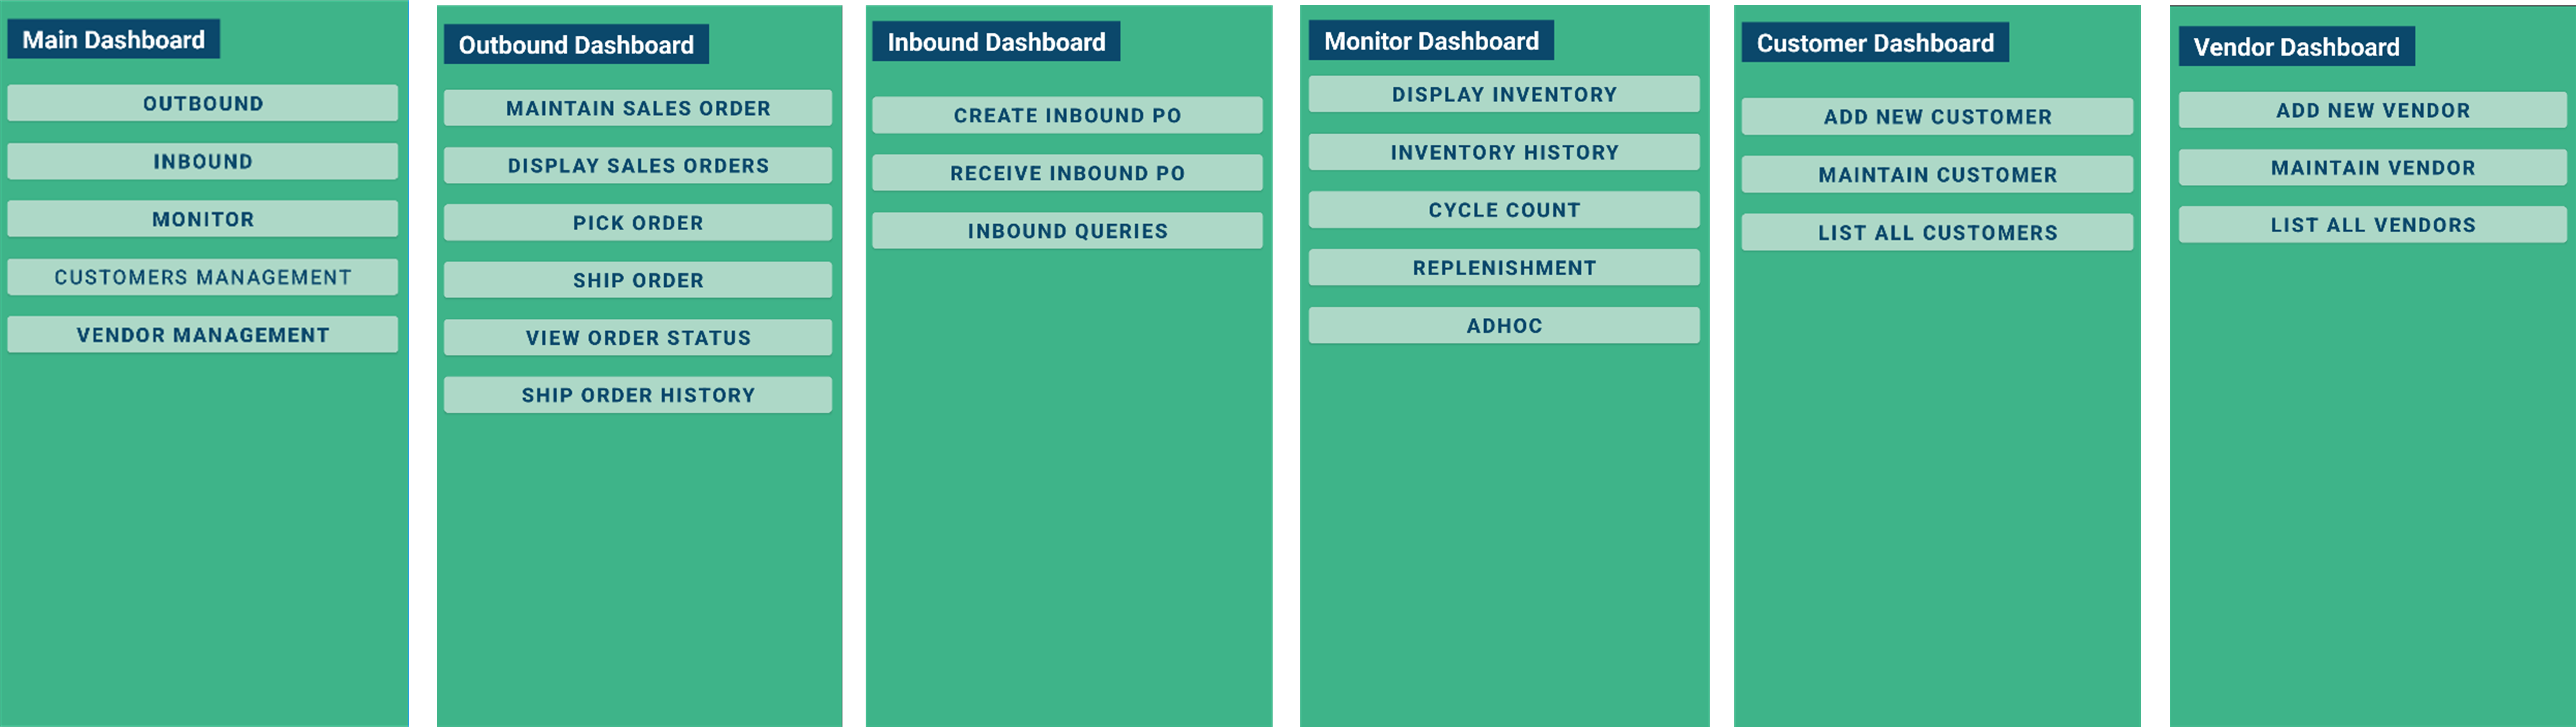 Main Dashboard
OUTBOUND
INBOUND
MONITOR
CUSTOMERS MANAGEMENT
VENDOR MANAGEMENT
Outbound Dashboard
MAINTAIN SALES ORDER
DISPLAY SALES ORDERS
PICK ORDER
SHIP ORDER
VIEW ORDER STATUS
SHIP ORDER HISTORY
Inbound Dashboard
CREATE INBOUND PO
RECEIVE INBOUND PO
INBOUND QUERIES
Monitor Dashboard
DISPLAY INVENTORY
INVENTORY HISTORY
CYCLE COUNT
REPLENISHMENT
ADHOC
Customer Dashboard
ADD NEW CUSTOMER
MAINTAIN CUSTOMER
LIST ALL CUSTOMERS
Vendor Dashboard
ADD NEW VENDOR
MAINTAIN VENDOR
LIST ALL VENDORS